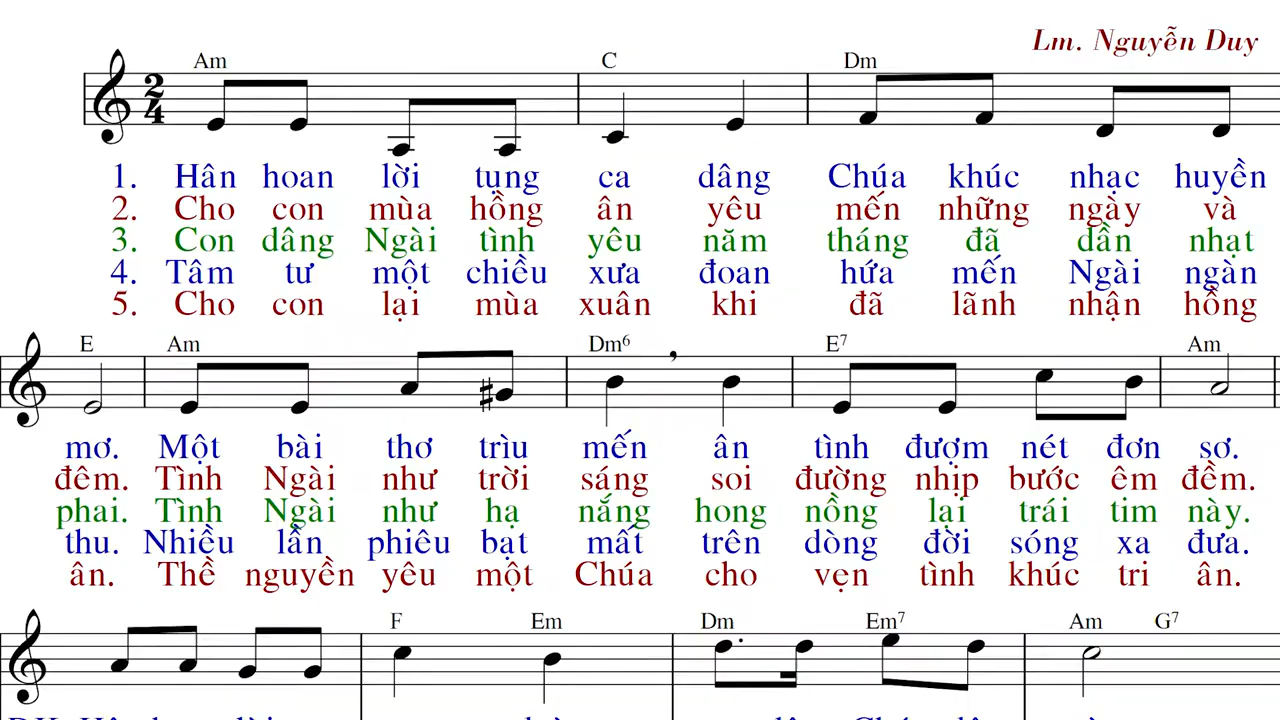 Lm. Nguyễn Duy
Am C Dm
2
4
1. Hân hoan lời tụng ca dâng Chúa khúc nhạc huyền
2. Cho con mùa hồng ân yêu mến những ngày và
3. Con dâng Ngài tình yêu năm tháng đã dần nhạt
4. Tâm tư một chiều xưa đoan hứa mến Ngài ngàn
5. Cho con lại mùa xuân khi đã lãnh nhận hồng
E Am Dm6 E7 Am
mơ. Một bài thơ trìu mến ân tình đượm nét đơn sơ.
đêm. Tình Ngài như trời sáng soi đường nhịp bước êm đềm.
phai. Tình Ngài như hạ nắng hong nồng lại trái tim này.
thu. Nhiều lần phiêu bạt mất trên dòng đời sóng xa đưa.
ân. Thề nguyền yêu một Chúa cho vẹn tình khúc tri ân.
F Em Dm Em7 Am G7